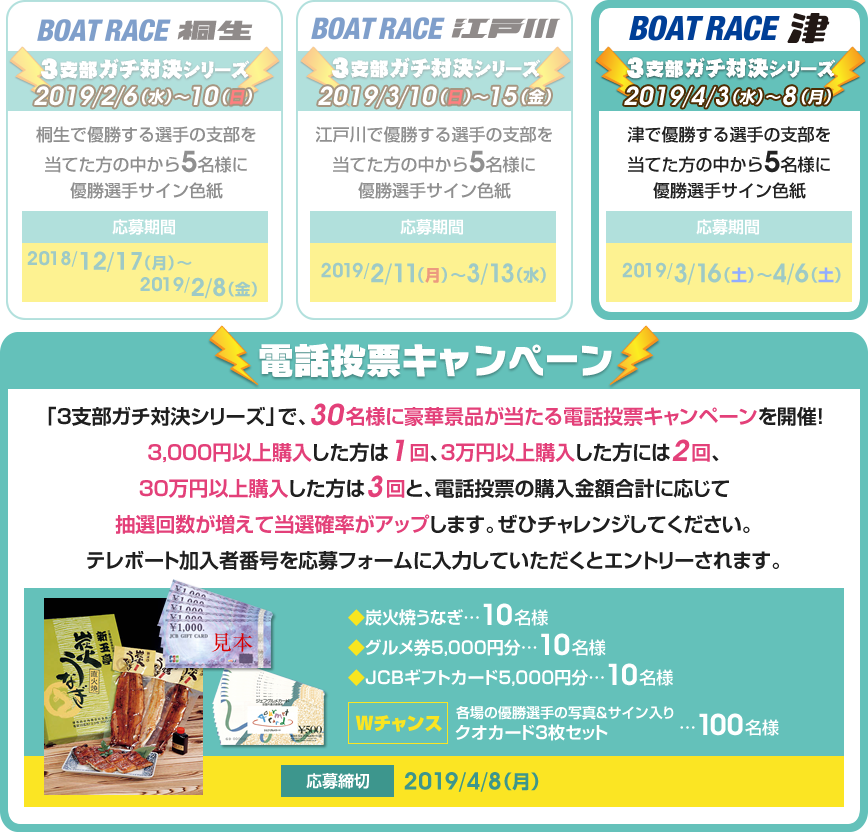 BOAT RACE 桐生
3支部ガチ対決シリーズ
2019/2/6(水)～10(日)
桐生で優勝する選手の支部を
当てた方の中から5名様に
優勝選手サイン色紙
応募期間
2018/12/17(月)～
2019/2/8(金)
BOAT RACE 江戸川
3支部ガチ対決シリーズ
2019/3/10(日)～15(金)
江戸川で優勝する選手の支部を
当てた方の中から5名様に
優勝選手サイン色紙
応募期間
2019/2/11(月)～3/13(水)
BOAT RACE 津
3支部ガチ対決シリーズ
2019/4/3(水)～8(月)
津で優勝する選手の支部を
当てた方の中から5名様に
優勝選手サイン色紙
応募期間
2019/3/16(土)～4/6(土)
電話投票キャンペーン
「3支部ガチ対決シリーズ」で、30名様に豪華景品が当たる電話投票キャンペーンを開催!
3,000円以上購入した方は1回、3万円以上購入した方には2回、
30万円以上購入した方は3回と、電話投票の購入金額合計に応じて
抽選回数が増えて当選確率がアップします。ぜひチャレンジしてください。
テレボート加入者番号を応募フォームに入力していただくとエントリーされます。
新玉亭
炭火うなぎ
直火焼
¥1,000.
¥1,000.
¥1,000.
¥1,000.
¥1,000.
JCB GIFT CARD
見本
JCB
ジェフグルメカード
Gourmet Card
¥500
◆炭火焼うなぎ…10名様
◆グルメ券5,000円分…10名様
◆JCBギフトカード5,000円分…10名様
Wチャンス
各場の優勝選手の写真&サイン入り
クオカード3枚セット
…100名様
応募締切
2019/4/8(月)